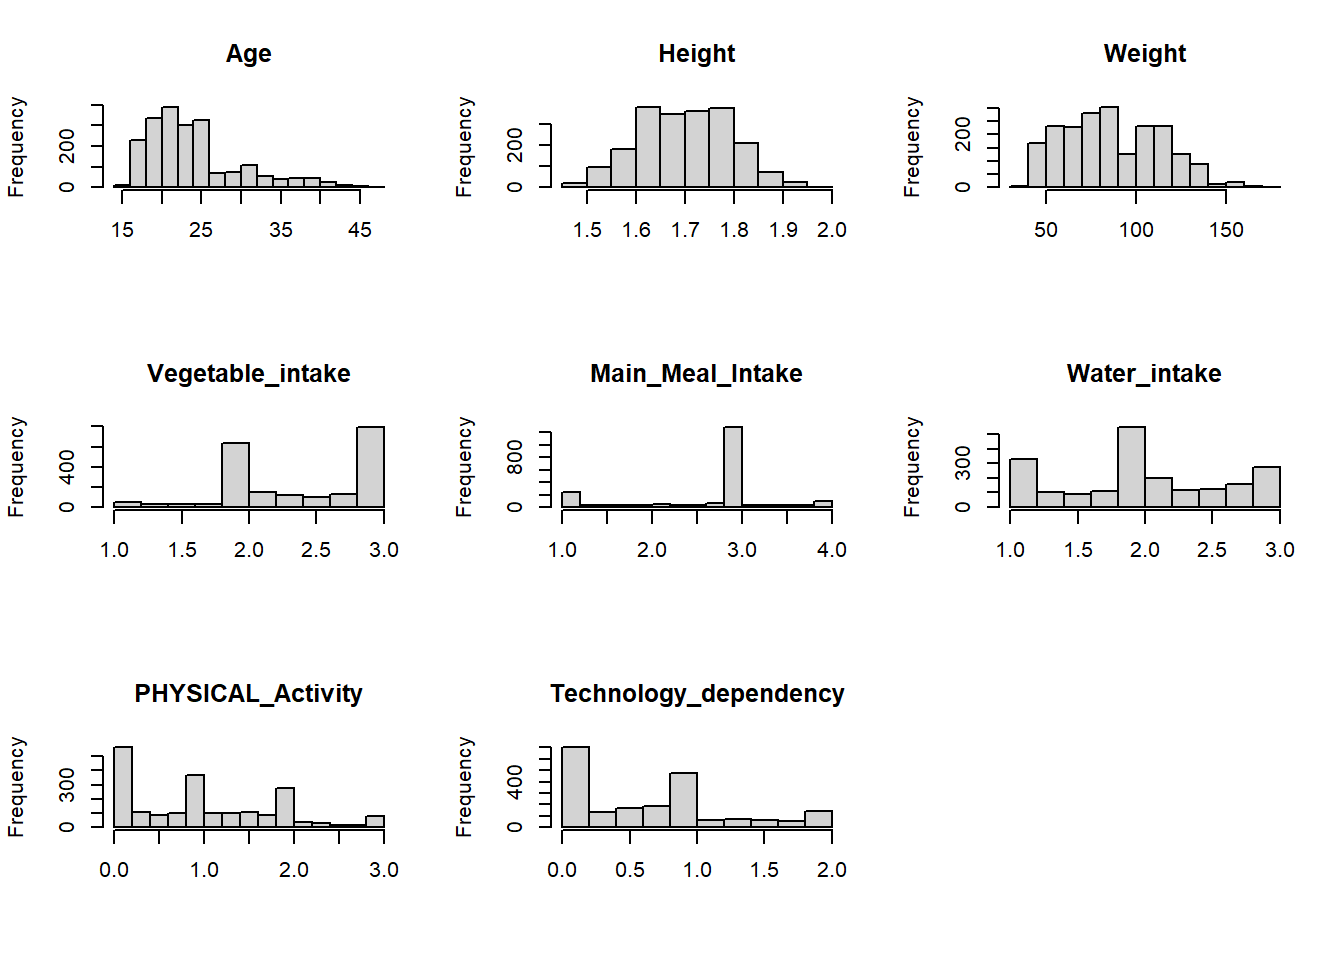 Age Height Weight
Frequency Frequency Frequency
200 200 200
0 0 0
15 25 35 45 1.5 1.6 1.7 1.8 1.9 2.0 50 100 150
Vegetable_intake Main_Meal_Intake Water_intake
Frequency Frequency Frequency
400 800 300
0 0 0
1.0 1.5 2.0 2.5 3.0 1.0 2.0 3.0 4.0 1.0 1.5 2.0 2.5 3.0
PHYSICAL_Activity Technology_dependency
Frequency Frequency
300 400
0 0
0.0 1.0 2.0 3.0 0.0 0.5 1.0 1.5 2.0